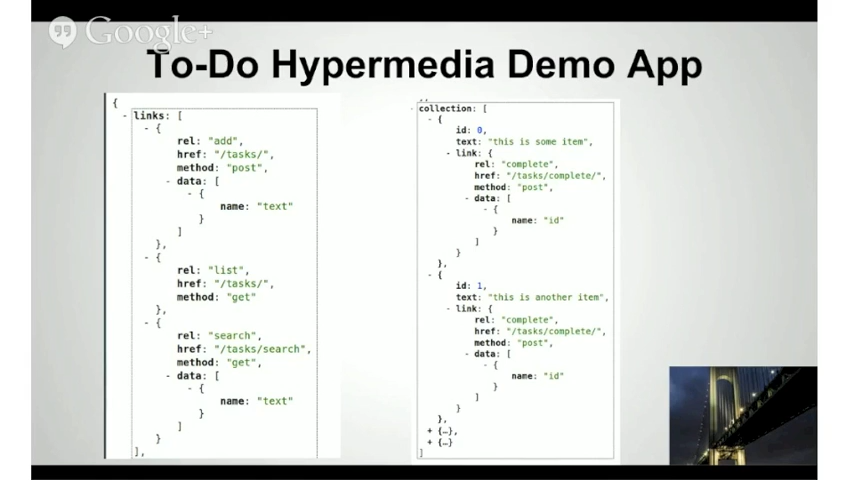 Google+
To-Do Hypermedia Demo App
{
- links: [
- {
rel: "add",
href: "/tasks/",
method: "post",
- data: [
- {
name: "text"
}
]
},
- {
rel: "list",
href: "/tasks/",
method: "get"
},
- {
rel: "search",
href: "/tasks/search",
method: "get",
- data: [
- {
name: "text"
}
]
}
],
- collection: [
- {
id: 0,
text: "this is some item",
- link: {
rel: "complete",
href: "/tasks/complete/",
method: "post",
- data: [
- {
name: "id"
}
]
}
},
- {
id: 1,
text: "this is another item",
- link: {
rel: "complete",
href: "/tasks/complete/",
method: "post",
- data: [
- {
name: "id"
}
]
}
},
+ {…},
+ {…}
]